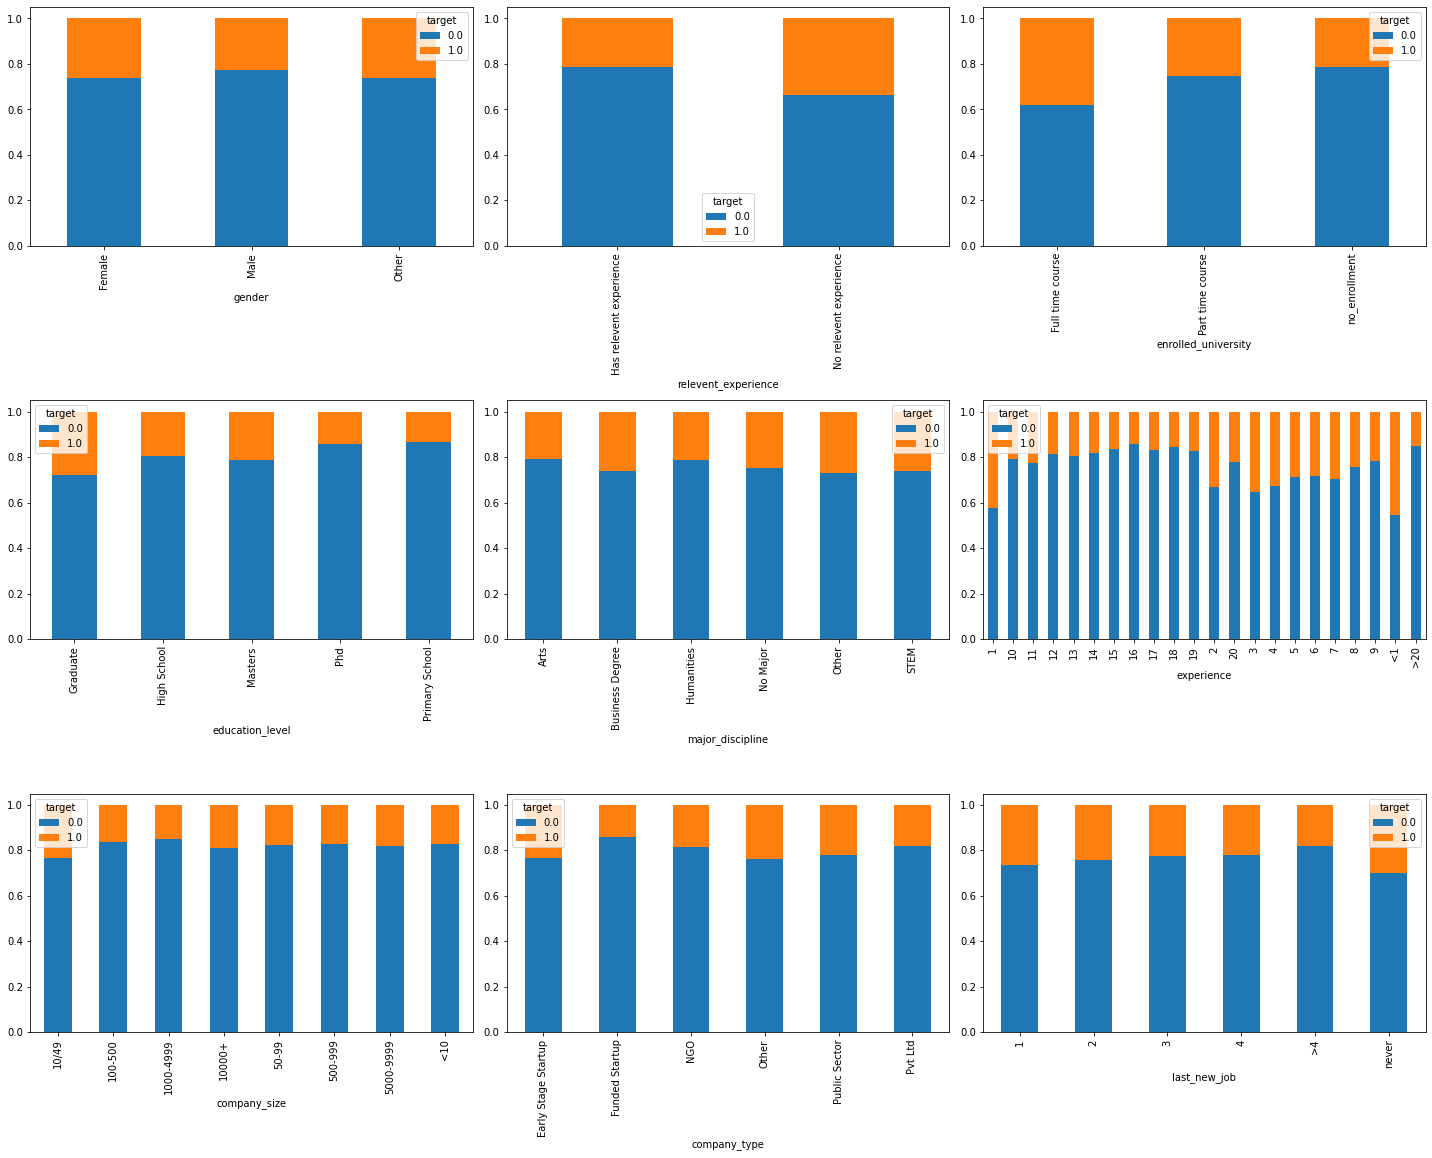 1.0
0.8
0.6
0.4
0.2
0.0
target
0.0
1.0
Female
Male
Other
gender
1.0
0.8
0.6
0.4
0.2
0.0
target
0.0
1.0
Has relevent experience
No relevent experience
relevent_experience
1.0
0.8
0.6
0.4
0.2
0.0
target
0.0
1.0
Full time course
Part time course
no_enrollment
enrolled_university
1.0
0.8
0.6
0.4
0.2
0.0
target
0.0
1.0
Graduate
High School
Masters
Phd
Primary School
education_level
1.0
0.8
0.6
0.4
0.2
0.0
target
0.0
1.0
Arts
Business Degree
Humanities
No Major
Other
STEM
major_discipline
1.0
0.8
0.6
0.4
0.2
0.0
target
0.0
1.0
1
10
11
12
13
14
15
16
17
18
19
2
20
3
4
5
6
7
8
9
<1
>20
experience
1.0
0.8
0.6
0.4
0.2
0.0
target
0.0
1.0
10/49
100-500
1000-4999
10000+
50-99
500-999
5000-9999
<10
company_size
1.0
0.8
0.6
0.4
0.2
0.0
target
0.0
1.0
Early Stage Startup
Funded Startup
NGO
Other
Public Sector
Pvt Ltd
company_type
1.0
0.8
0.6
0.4
0.2
0.0
target
0.0
1.0
1
2
3
4
>4
never
last_new_job